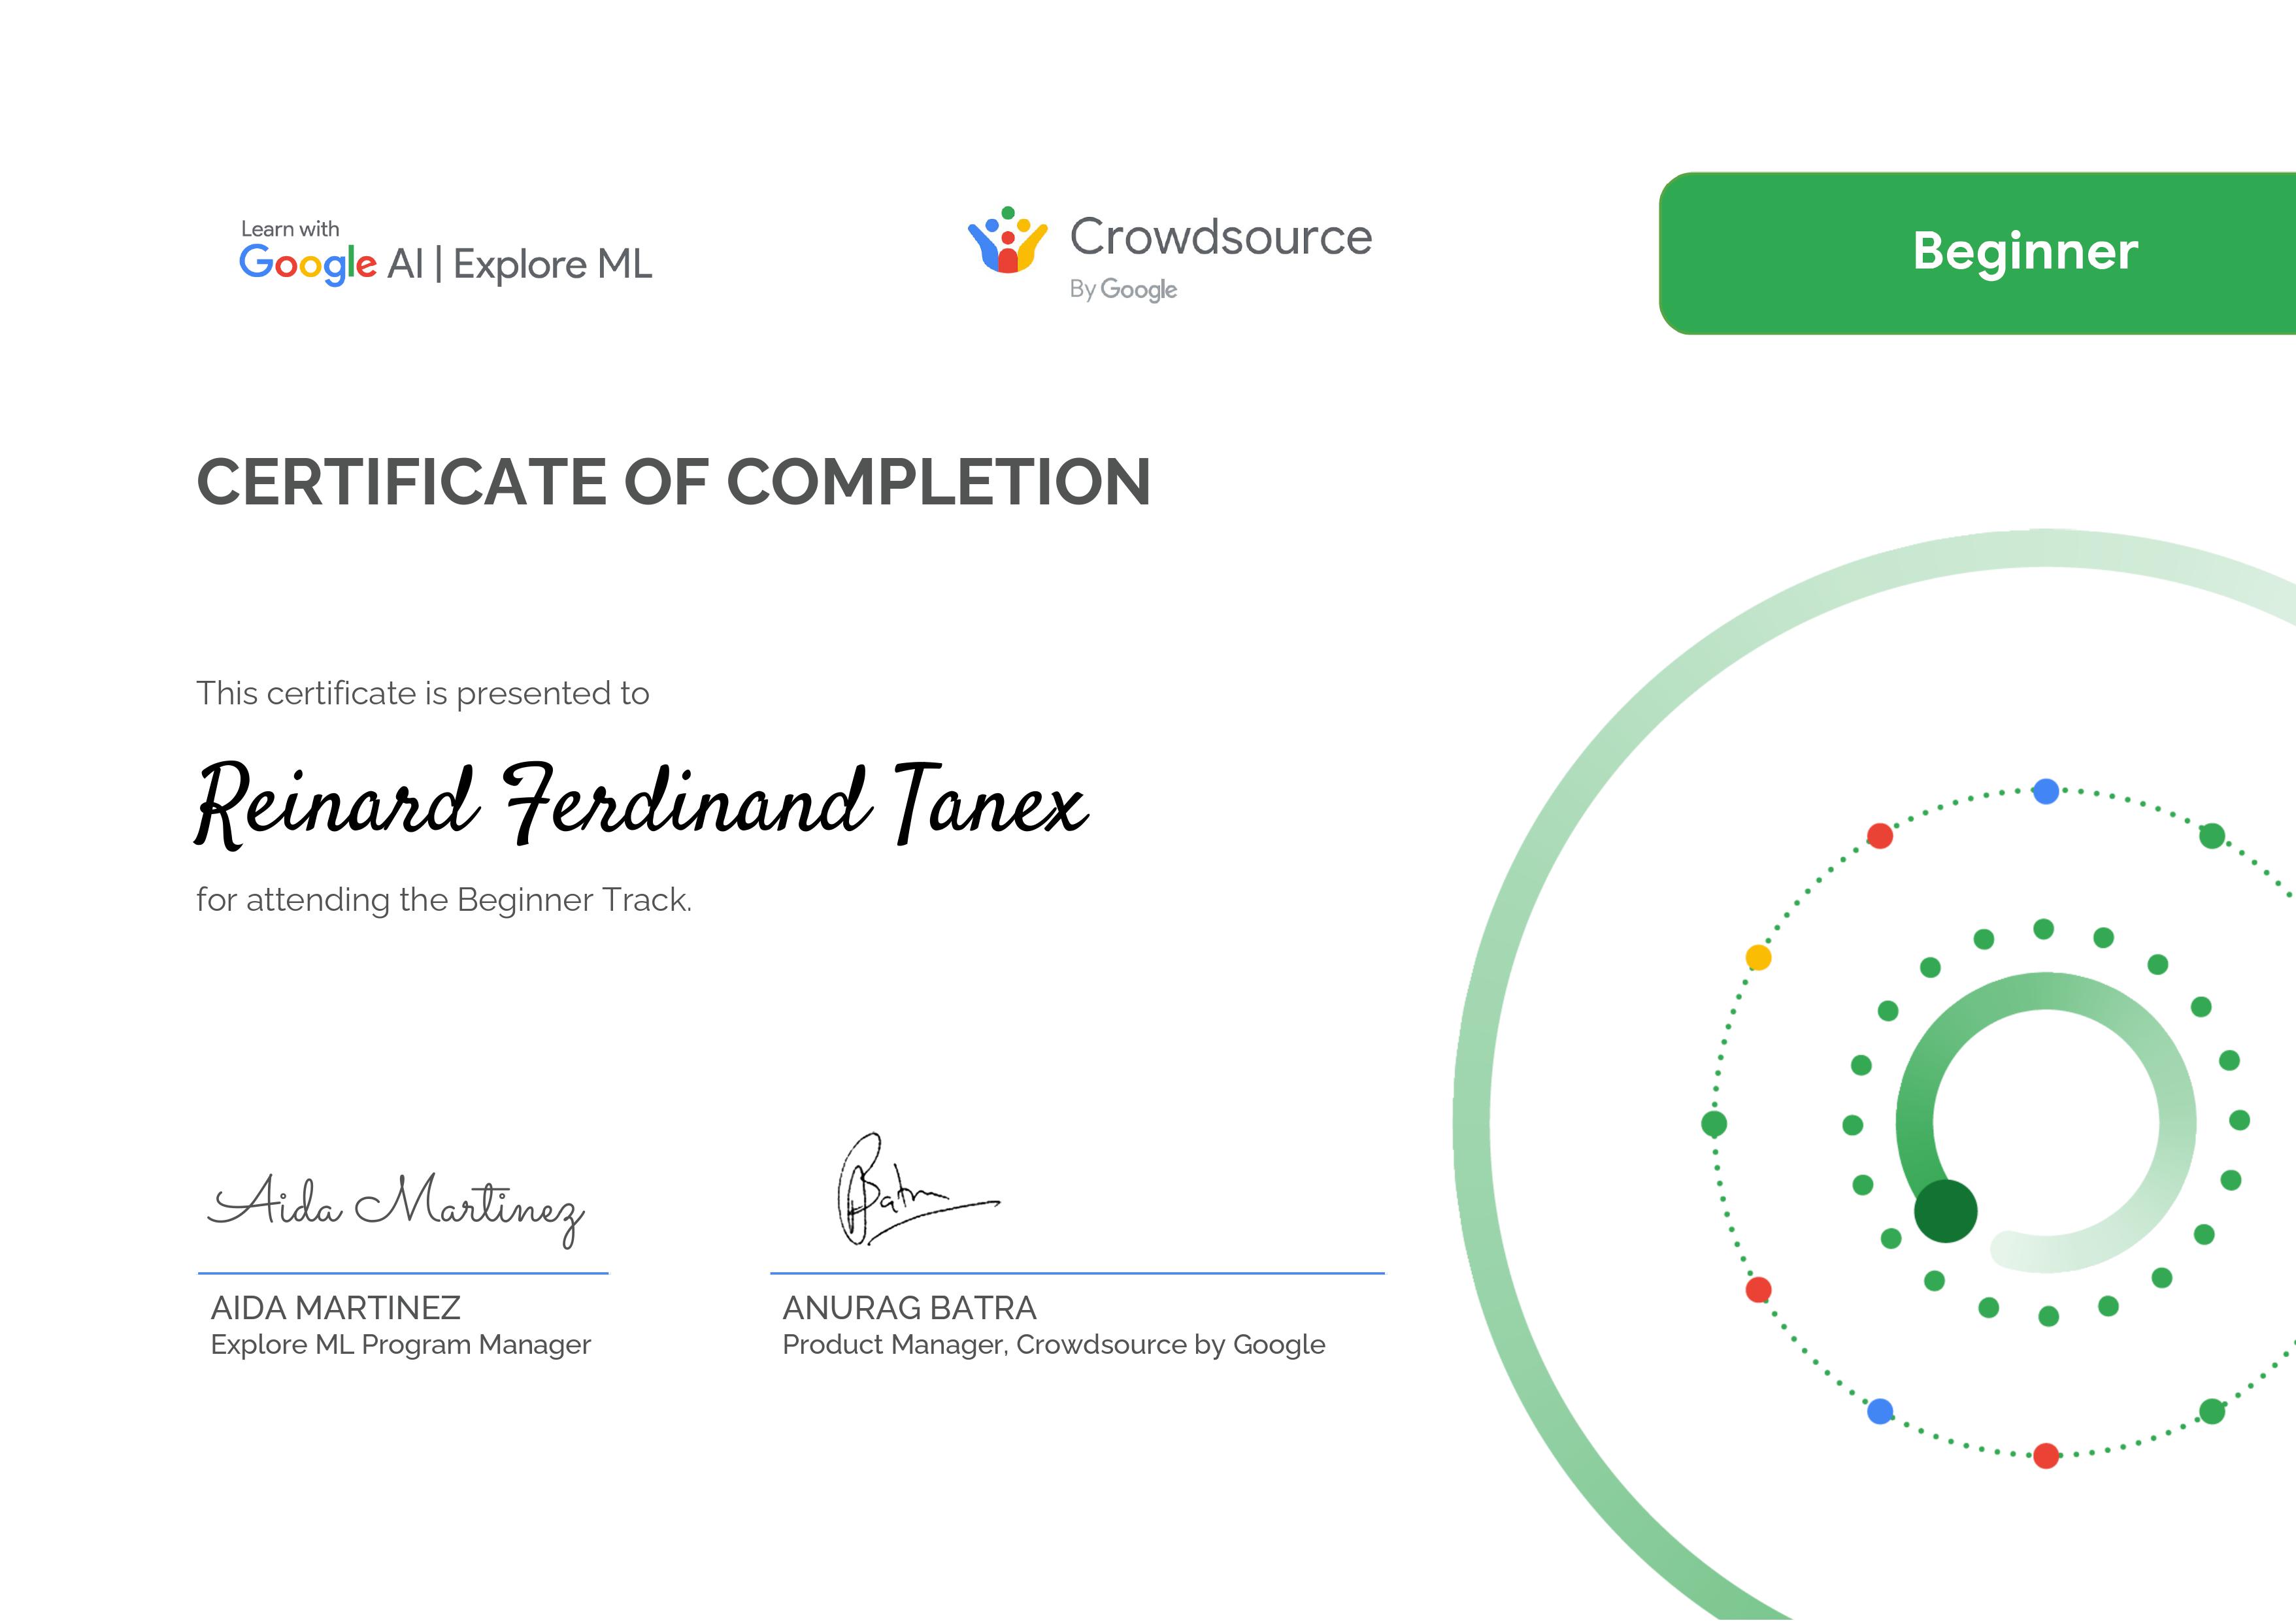 Learn with
Google AI | Explore ML
Crowdsource
By Google
Beginner
CERTIFICATE OF COMPLETION
This certificate is presented to
Reinard Ferdinand Tanex
for attending the Beginner Track.
Aida Martinez
Batra
AIDA MARTINEZ
Explore ML Program Manager
ANURAG BATRA
Product Manager, Crowdsource by Google